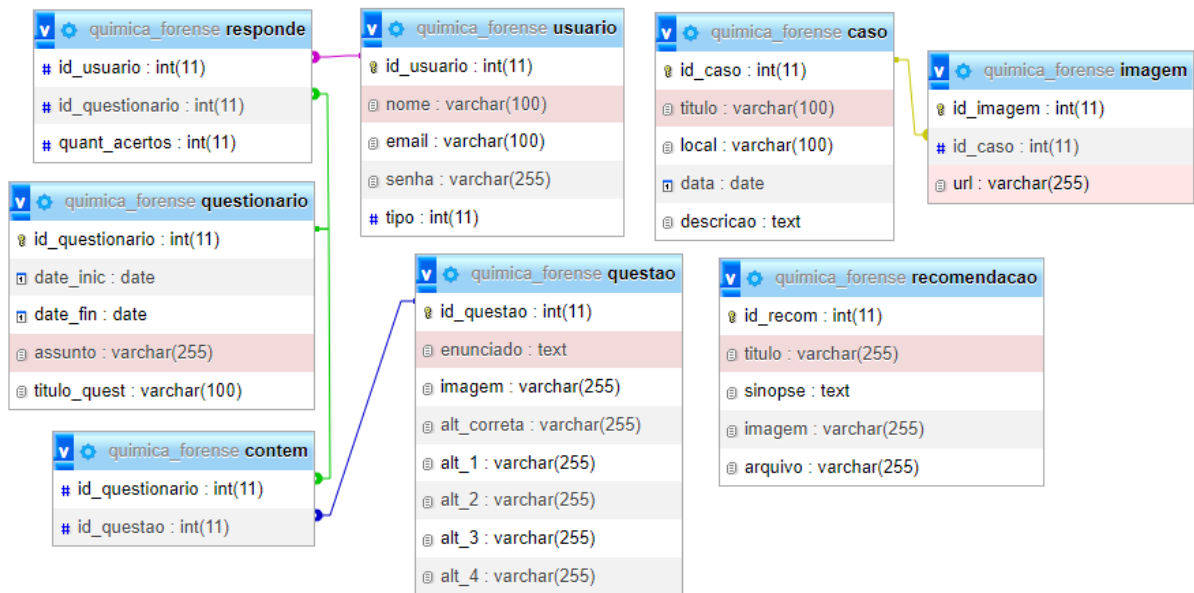 quimica_forense responde
id_usuario : int(11)
id_questionario : int(11)
quant_acertos : int(11)
quimica_forense usuario
id_usuario : int(11)
nome : varchar(100)
email : varchar(100)
senha : varchar(255)
tipo : int(11)
quimica_forense caso
id_caso : int(11)
titulo : varchar(100)
local : varchar(100)
data : date
descricao : text
quimica_forense imagem
id_imagem : int(11)
id_caso : int(11)
url : varchar(255)
quimica_forense questionario
id_questionario : int(11)
date_inic : date
date_fin : date
assunto : varchar(255)
titulo_quest : varchar(100)
quimica_forense questao
id_questao : int(11)
enunciado : text
imagem : varchar(255)
alt_correta : varchar(255)
alt_1 : varchar(255)
alt_2 : varchar(255)
alt_3 : varchar(255)
alt_4 : varchar(255)
quimica_forense recomendacao
id_recom : int(11)
titulo : varchar(255)
sinopse : text
imagem : varchar(255)
arquivo : varchar(255)
quimica_forense contem
id_questionario : int(11)
id_questao : int(11)